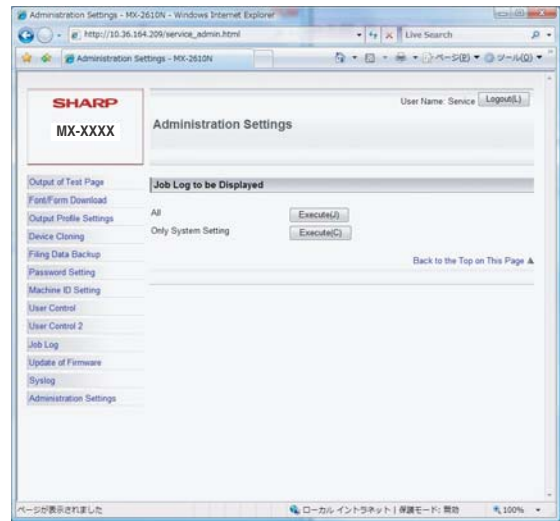 Administration Settings - MX-2610N - Windows Internet Explorer
http://10.36.164.209/service_admin.html
Live Search
Administration Settings - MX-2610N
ページ(P) ツール(O)
SHARP
MX-XXXX
User Name: Service Logout(L)
Administration Settings
Output of Test Page
Font/Form Download
Output Profile Settings
Device Cloning
Filing Data Backup
Password Setting
Machine ID Setting
User Control
User Control 2
Job Log
Update of Firmware
Syslog
Administration Settings
Job Log to be Displayed
All Execute(J)
Only System Setting Execute(C)
Back to the Top on This Page ▲
ページが表示されました
ローカル イントラネット | 保護モード: 無効
100%